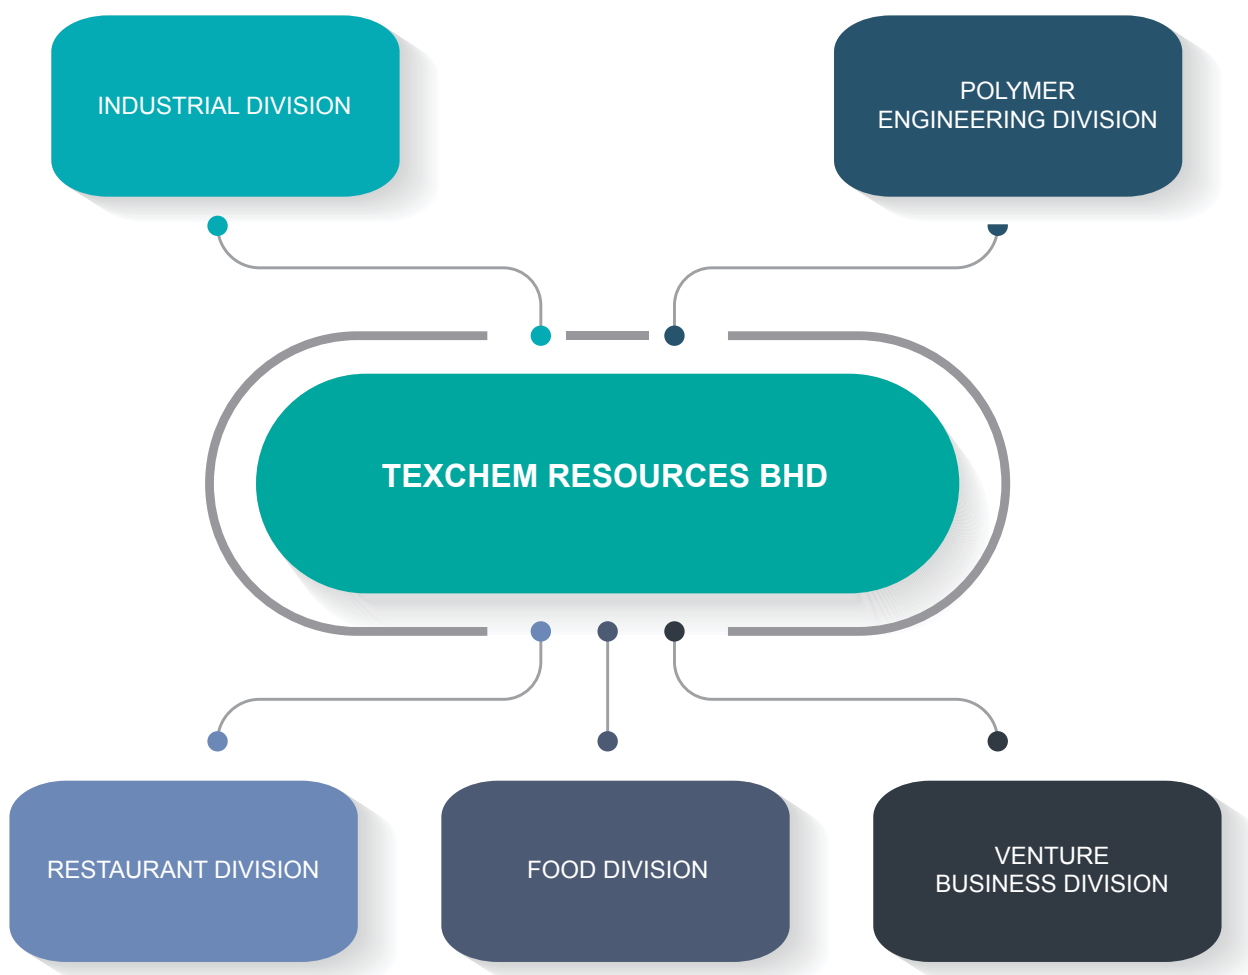 INDUSTRIAL DIVISION
POLYMER
ENGINEERING DIVISION
TEXCHEM RESOURCES BHD
RESTAURANT DIVISION
FOOD DIVISION
VENTURE
BUSINESS DIVISION